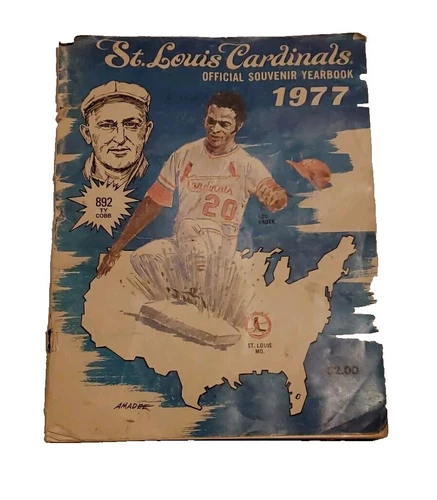 St. Louis Cardinals
OFFICIAL SOUVENIR YEARBOOK
1977
892
TY
COBB
Cardinals
20
LOU
BROCK
ST. LOUIS
MO.
$2.00
AMADEE